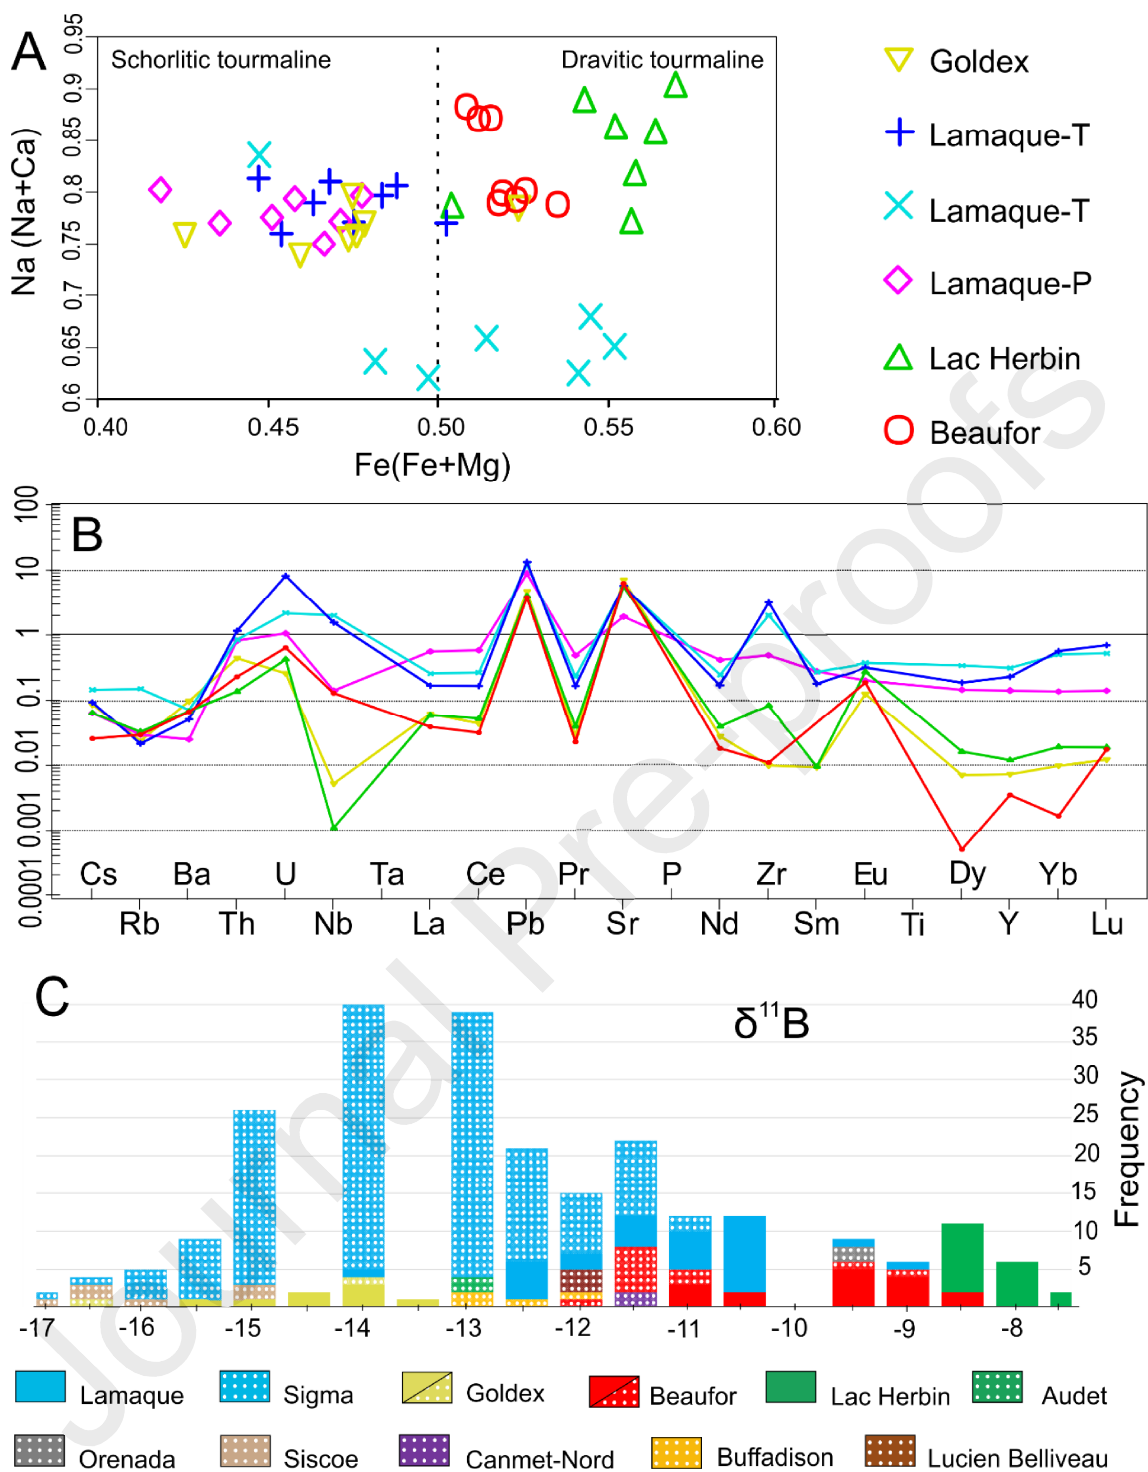 A
Schorlitic tourmaline
Dravitic tourmaline
Na (Na+Ca)
0.95
0.9
0.85
0.8
0.75
0.7
0.65
0.6
0.40
0.45
0.50
0.55
0.60
Fe(Fe+Mg)
Goldex
Lamaque-T
Lamaque-T
Lamaque-P
Lac Herbin
Beaufor
B
100
10
1
0.1
0.01
0.001
0.0001
Cs Ba U Ta Ce Pr P Zr Eu Dy Yb
Rb Th Nb La Pb Sr Nd Sm Ti Y Lu
C
δ¹¹B
40
35
30
25
20
15
10
5
Frequency
-17 -16 -15 -14 -13 -12 -11 -10 -9 -8
Lamaque Sigma Goldex Beaufor Lac Herbin Audet
Orenada Siscoe Canmet-Nord Buffadison Lucien Belliveau
Journal Pre-proofs